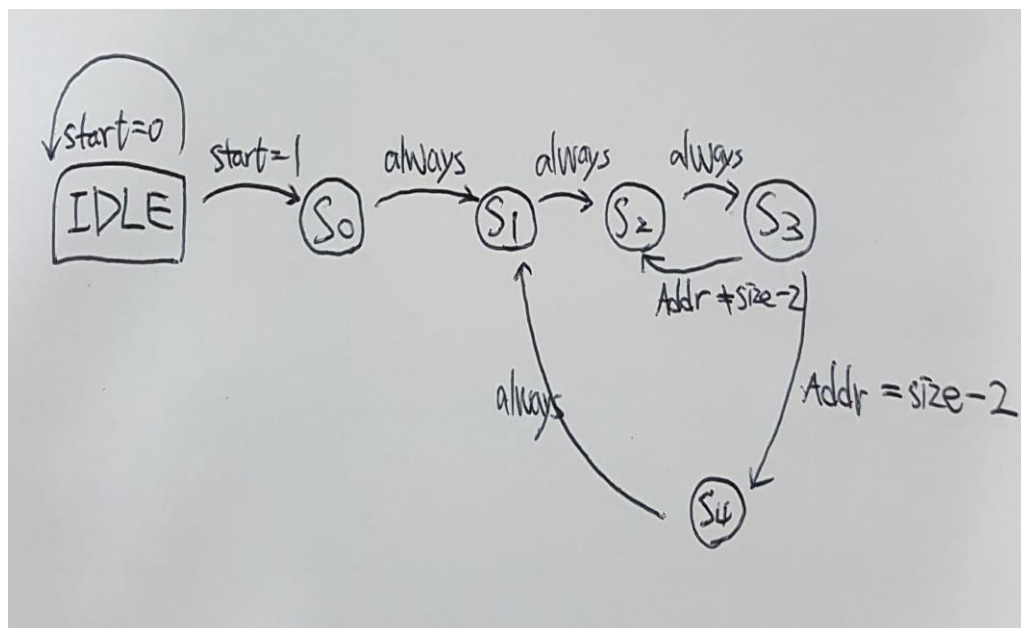 start=0
IDLE
start=1
S0
always
S1
always
S2
always
S3
Addr ≠ size-2
Addr = size-2
always
S4